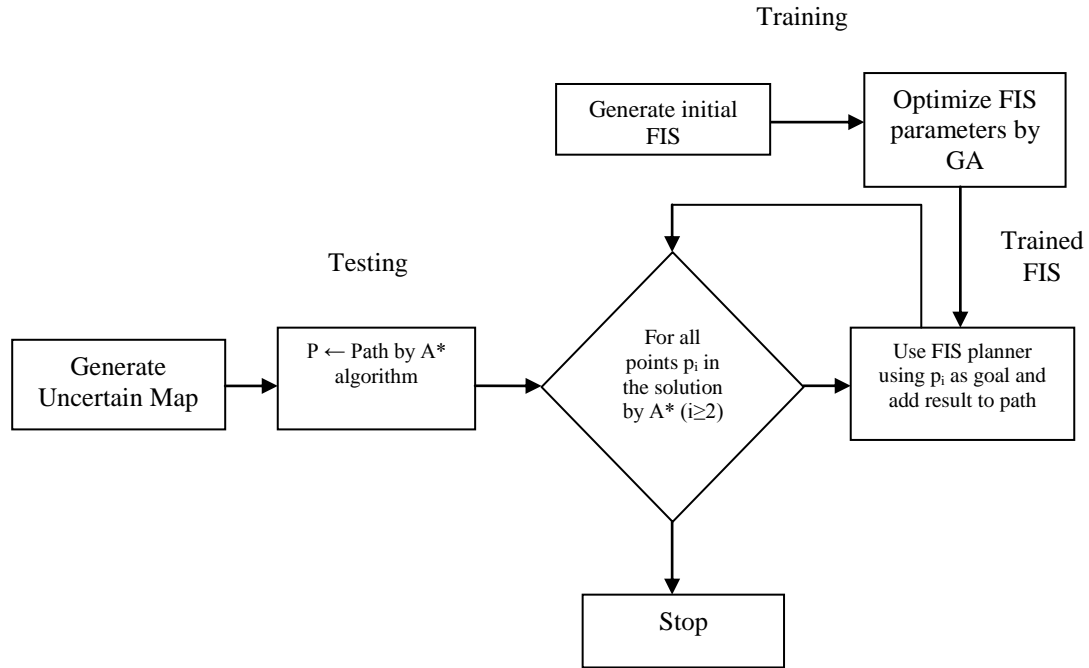 Training
Generate initial
FIS
Optimize FIS
parameters by
GA
Trained
FIS
Testing
Generate
Uncertain Map
P ← Path by A*
algorithm
For all
points pᵢ in
the solution
by A* (i≥2)
Use FIS planner
using pᵢ as goal and
add result to path
Stop